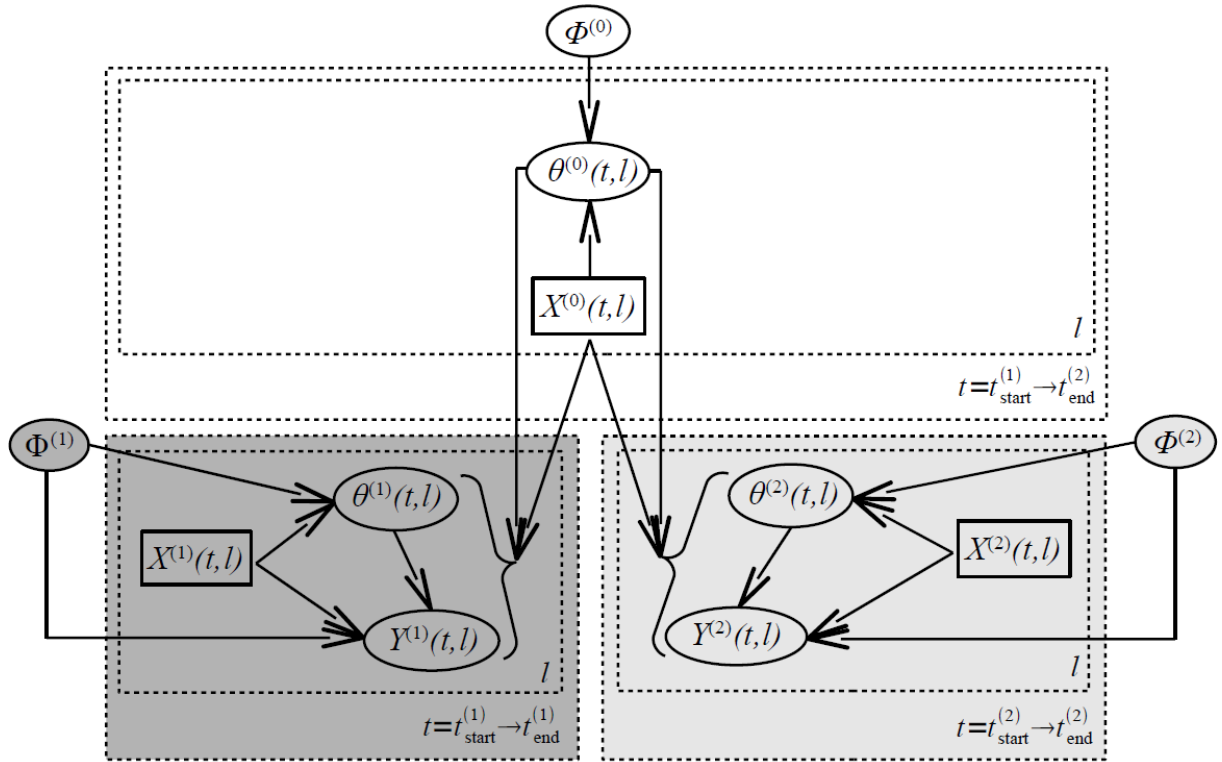 Φ⁽⁰⁾
θ⁽⁰⁾(t,l)
X⁽⁰⁾(t,l)
l
t=t_start^(1)→t_end^(2)
Φ⁽¹⁾
θ⁽¹⁾(t,l)
X⁽¹⁾(t,l)
Y⁽¹⁾(t,l)
l
t=t_start^(1)→t_end^(1)
Φ⁽²⁾
θ⁽²⁾(t,l)
X⁽²⁾(t,l)
Y⁽²⁾(t,l)
l
t=t_start^(2)→t_end^(2)